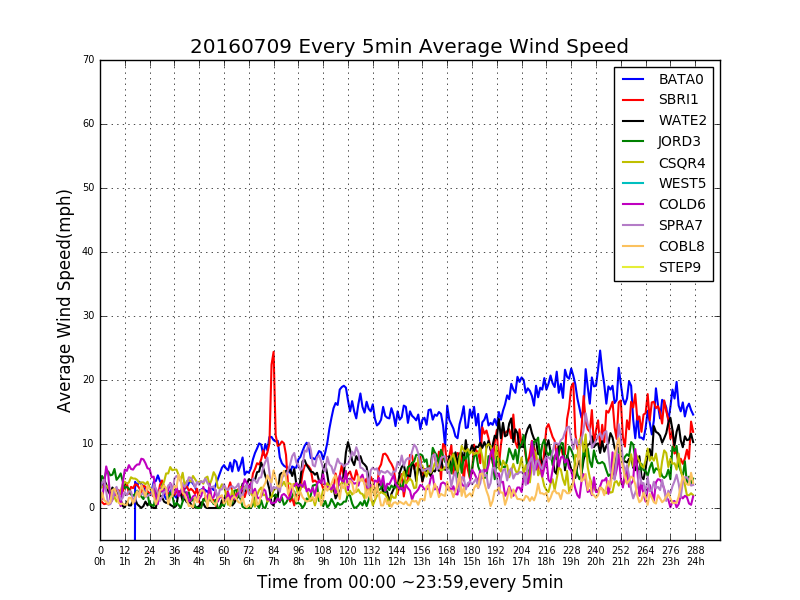 20160709 Every 5min Average Wind Speed
70
60
50
40
30
20
10
0
Average Wind Speed(mph)
BATA0
SBRI1
WATE2
JORD3
CSQR4
WEST5
COLD6
SPRA7
COBL8
STEP9
0 12 24 36 48 60 72 84 96 108 120 132 144 156 168 180 192 204 216 228 240 252 264 276 288
0h 1h 2h 3h 4h 5h 6h 7h 8h 9h 10h 11h 12h 13h 14h 15h 16h 17h 18h 19h 20h 21h 22h 23h 24h
Time from 00:00 ~23:59,every 5min